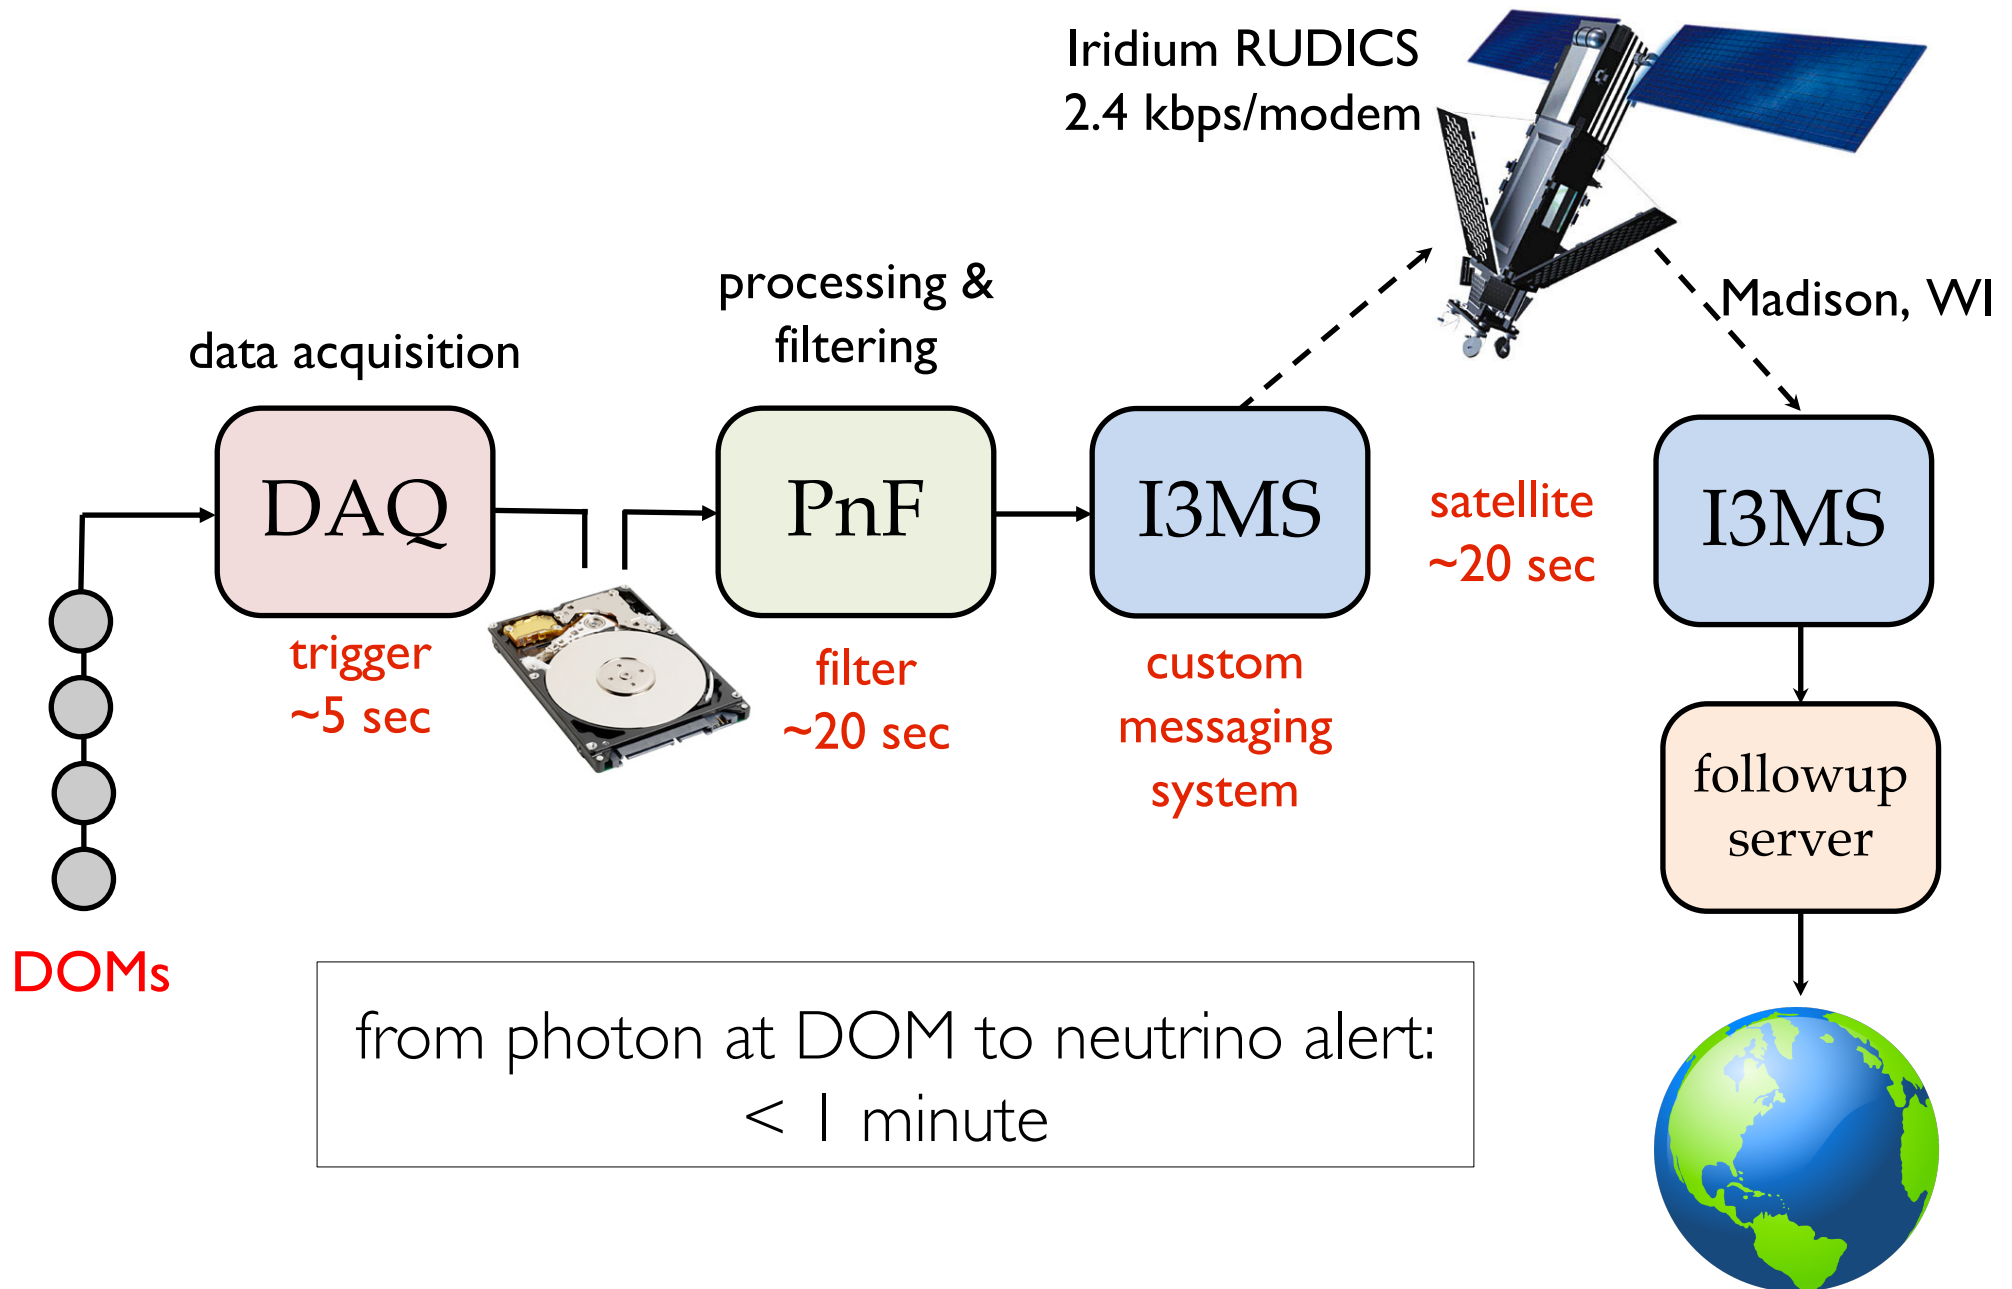 Iridium RUDICS
2.4 kbps/modem
processing &
filtering
Madison, WI
data acquisition
DAQ
PnF
I3MS
satellite
~20 sec
I3MS
trigger
~5 sec
filter
~20 sec
custom
messaging
system
followup
server
DOMs
from photon at DOM to neutrino alert:
< 1 minute